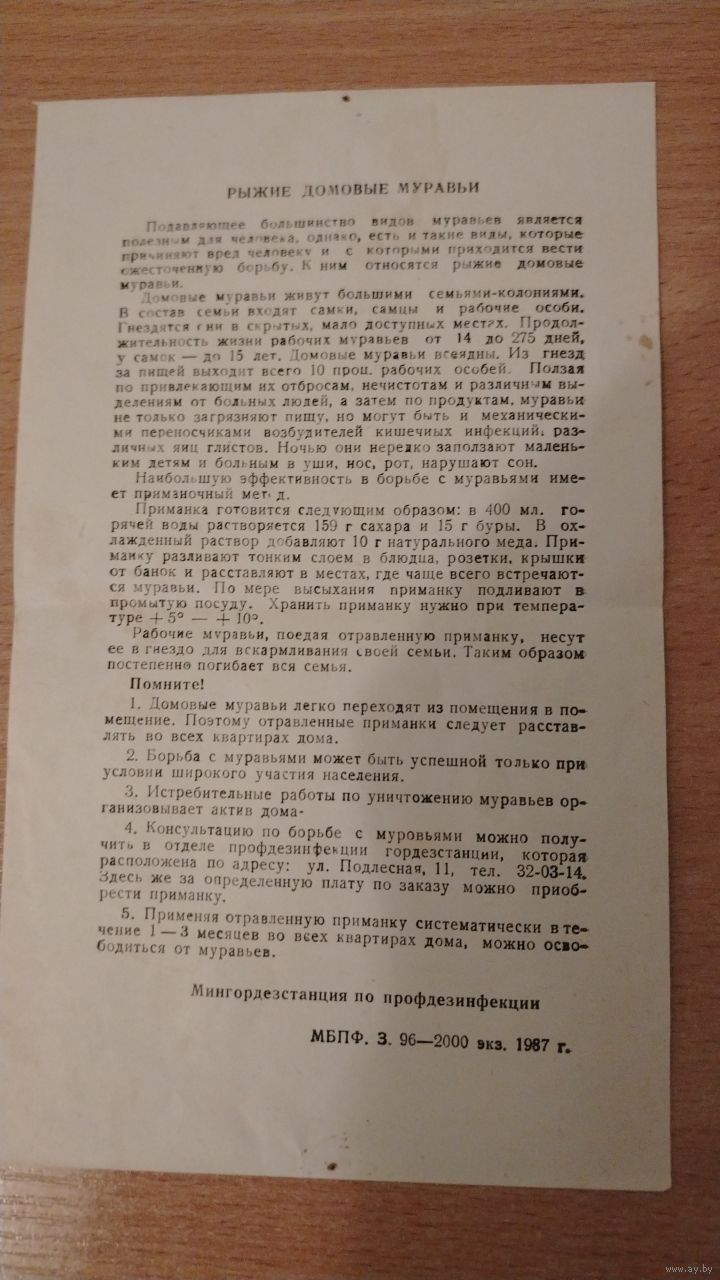 РЫЖИЕ ДОМОВЫЕ МУРАВЬИ
Подавляющее большинство видов муравьев является
полезным для человека, однако, есть и такие виды, которые
причиняют вред человеку и с которыми приходится вести
ожесточенную борьбу. К ним относятся рыжие домовые
муравьи.
Домовые муравьи живут большими семьями-колониями.
В состав семьи входят самки, самцы и рабочие особи.
Гнездятся они в скрытых, мало доступных местах. Продол-
жительность жизни рабочих муравьев от 14 до 275 дней,
у самок — до 15 лет. Домовые муравьи всеядны. Из гнезд
за пищей выходит всего 10 проц. рабочих особей. Ползая
по привлекающим их отбросам, нечистотам и различным вы-
делениям от больных людей, а затем по продуктам, муравьи
не только загрязняют пищу, но могут быть и механически-
ми переносчиками возбудителей кишечных инфекций, раз-
личных яиц глистов. Ночью они нередко заползают малень-
ким детям и больным в уши, нос, рот, нарушают сон.
Наибольшую эффективность в борьбе с муравьями име-
ет приманочный мет д.
Приманка готовится следующим образом: в 400 мл. го-
рячей воды растворяется 159 г сахара и 15 г буры. В ох-
лажденный раствор добавляют 10 г натурального меда. При-
манку разливают тонким слоем в блюдца, розетки, крышки
от банок и расставляют в местах, где чаще всего встречают-
ся муравьи. По мере высыхания приманку подливают в
промытую посуду. Хранить приманку нужно при темпера-
туре +5° — +10°.
Рабочие муравьи, поедая отравленную приманку, несут
ее в гнездо для вскармливания своей семьи. Таким образом
постепенно погибает вся семья.
Помните!
1. Домовые муравьи легко переходят из помещения в по-
мещение. Поэтому отравленные приманки следует расстав-
лять во всех квартирах дома.
2. Борьба с муравьями может быть успешной только при
условии широкого участия населения.
3. Истребительные работы по уничтожению муравьев ор-
ганизовывает актив дома-
4. Консультацию по борьбе с муровьями можно полу-
чить в отделе профдезинфекции гордезстанции, которая
расположена по адресу: ул. Подлесная, 11, тел. 32-03-14.
Здесь же за определенную плату по заказу можно приоб-
рести приманку.
5. Применяя отравленную приманку систематически в те-
чение 1—3 месяцев во всех квартирах дома, можно осво-
бодиться от муравьев.
Мингордезстанция по профдезинфекции
МБПФ. З. 96—2000 экз. 1987 г.
www.ay.by